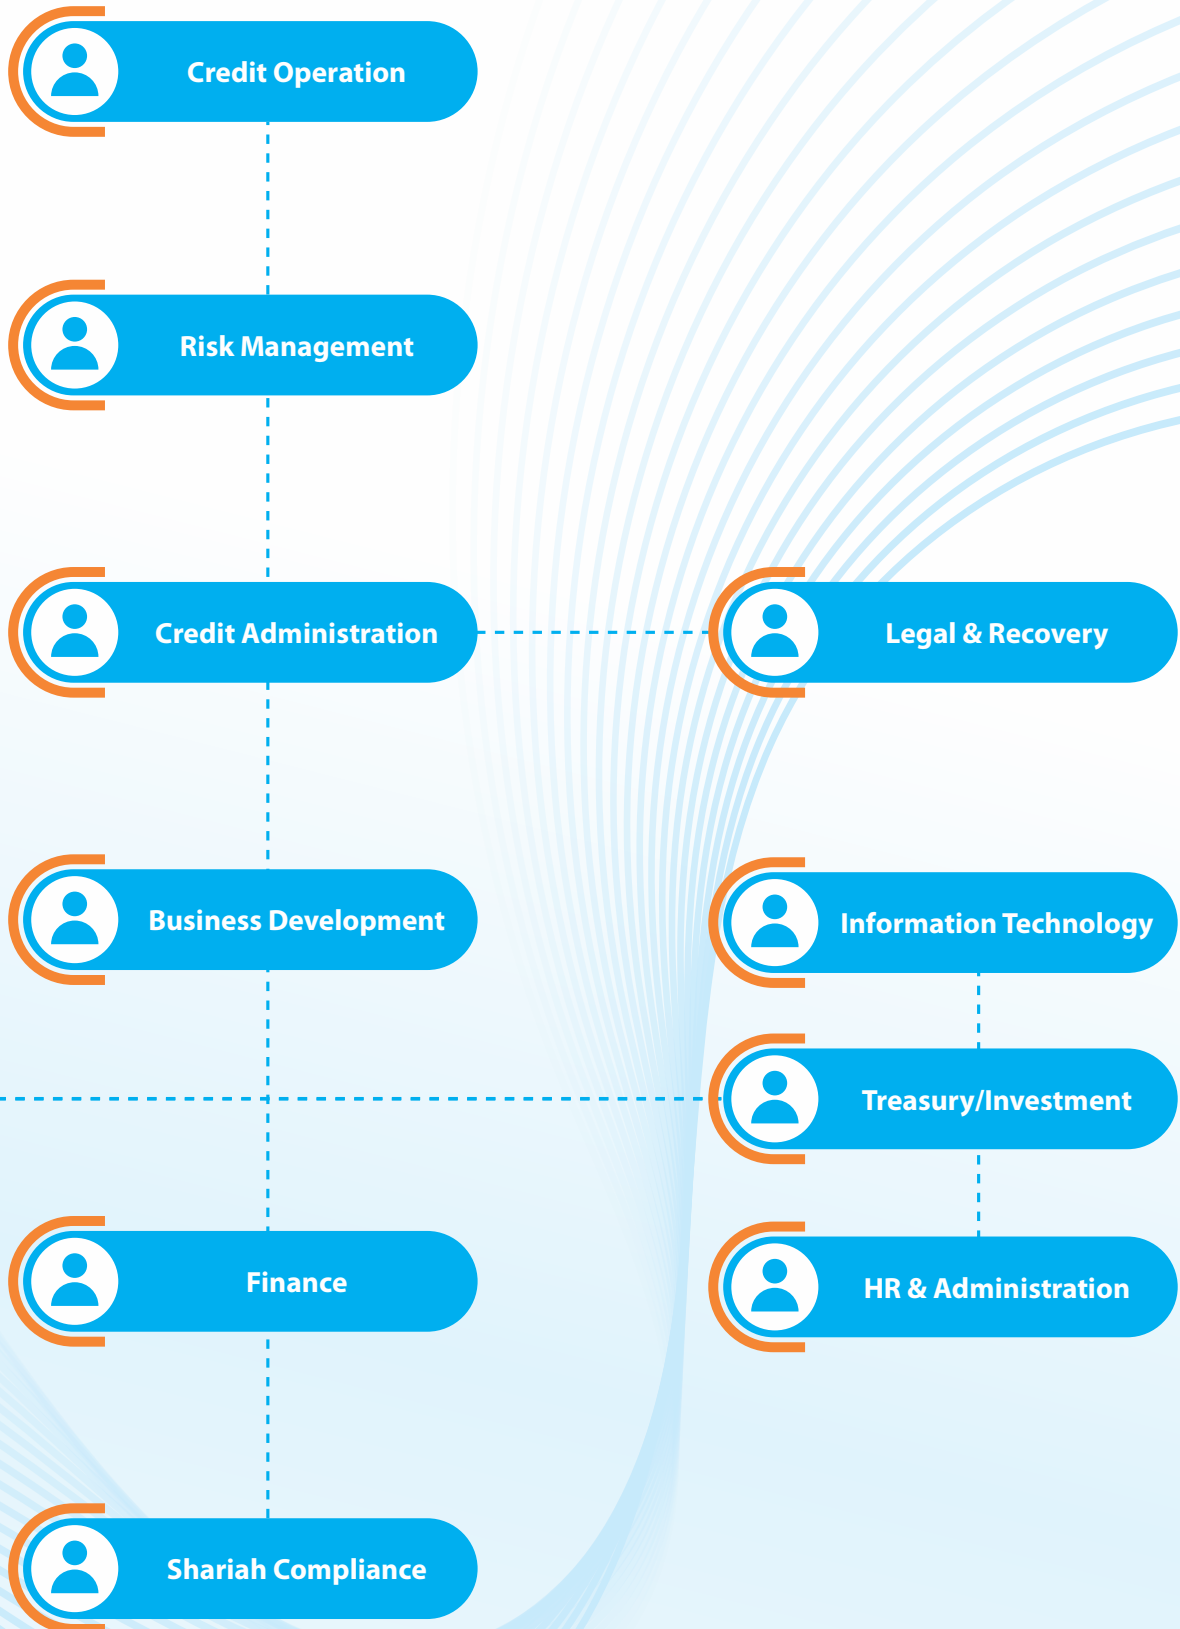 Credit Operation
Risk Management
Credit Administration
Legal & Recovery
Business Development
Information Technology
Treasury/Investment
Finance
HR & Administration
Shariah Compliance